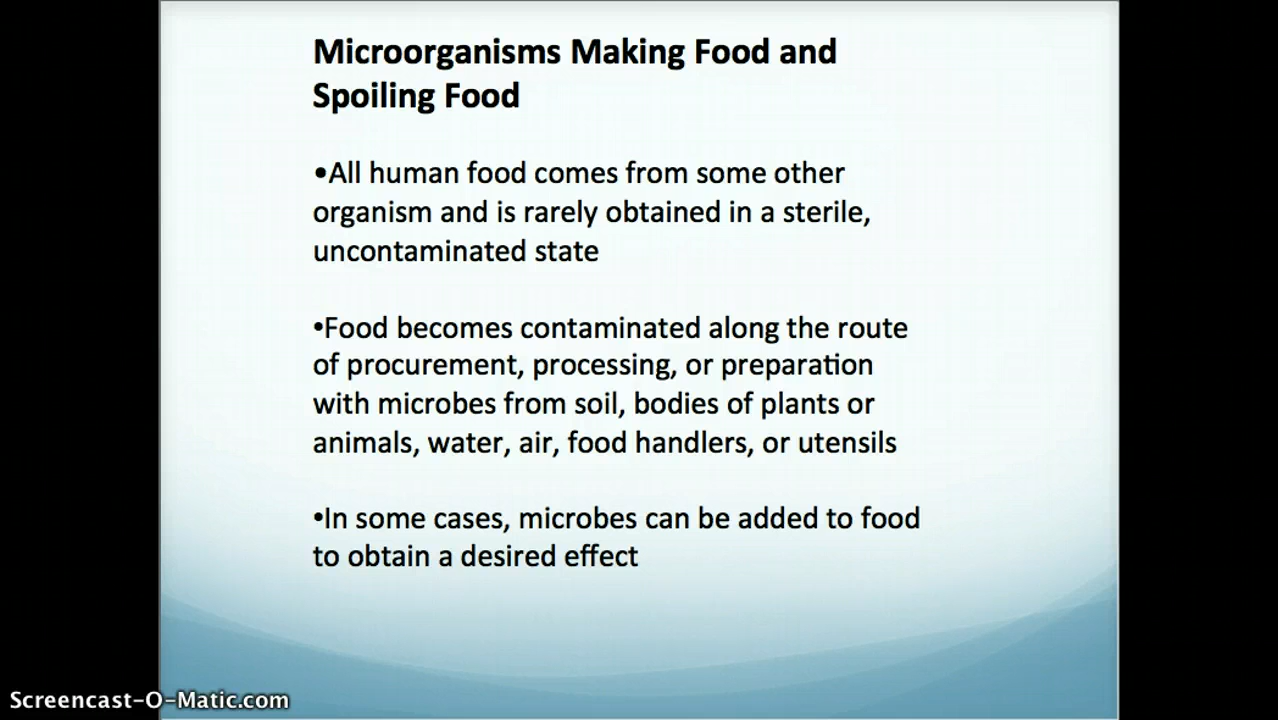 Microorganisms Making Food and
Spoiling Food
•All human food comes from some other
organism and is rarely obtained in a sterile,
uncontaminated state
•Food becomes contaminated along the route
of procurement, processing, or preparation
with microbes from soil, bodies of plants or
animals, water, air, food handlers, or utensils
•In some cases, microbes can be added to food
to obtain a desired effect
Screencast-O-Matic.com